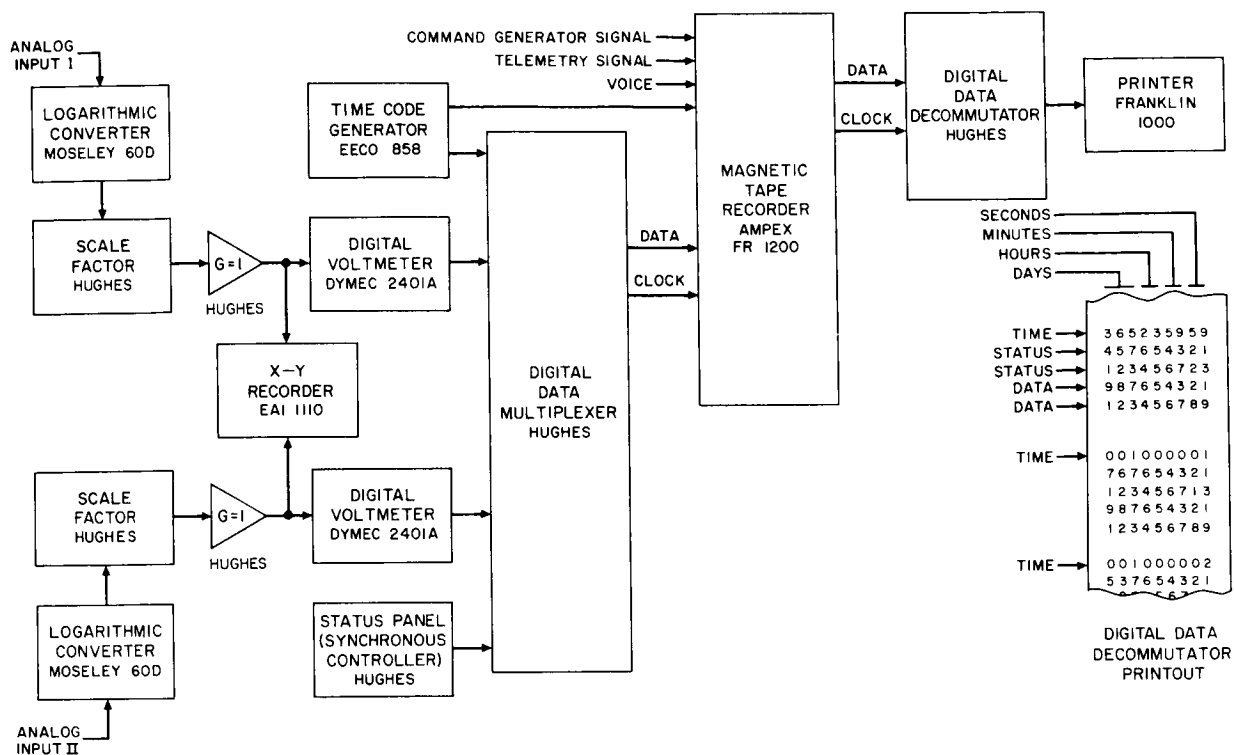 ANALOG
INPUT I
LOGARITHMIC
CONVERTER
MOSELEY 60D
SCALE
FACTOR
HUGHES
G=1
HUGHES
DIGITAL
VOLTMETER
DYMEC 2401A
X-Y
RECORDER
EAI 1110
SCALE
FACTOR
HUGHES
G=1
HUGHES
DIGITAL
VOLTMETER
DYMEC 2401A
LOGARITHMIC
CONVERTER
MOSELEY 60D
ANALOG
INPUT II
STATUS PANEL
(SYNCHRONOUS
CONTROLLER)
HUGHES
TIME CODE
GENERATOR
EECO 858
DIGITAL
DATA
MULTIPLEXER
HUGHES
DATA
CLOCK
COMMAND GENERATOR SIGNAL
TELEMETRY SIGNAL
VOICE
MAGNETIC
TAPE
RECORDER
AMPEX
FR 1200
DATA
CLOCK
DIGITAL
DATA
DECOMMUTATOR
HUGHES
PRINTER
FRANKLIN
1000
SECONDS
MINUTES
HOURS
DAYS
TIME 365235959
STATUS 457654321
STATUS 123456723
DATA 987654321
DATA 123456789
TIME 001000001
767654321
123456713
987654321
123456789
TIME 001000002
537654321
DIGITAL DATA
DECOMMUTATOR
PRINTOUT